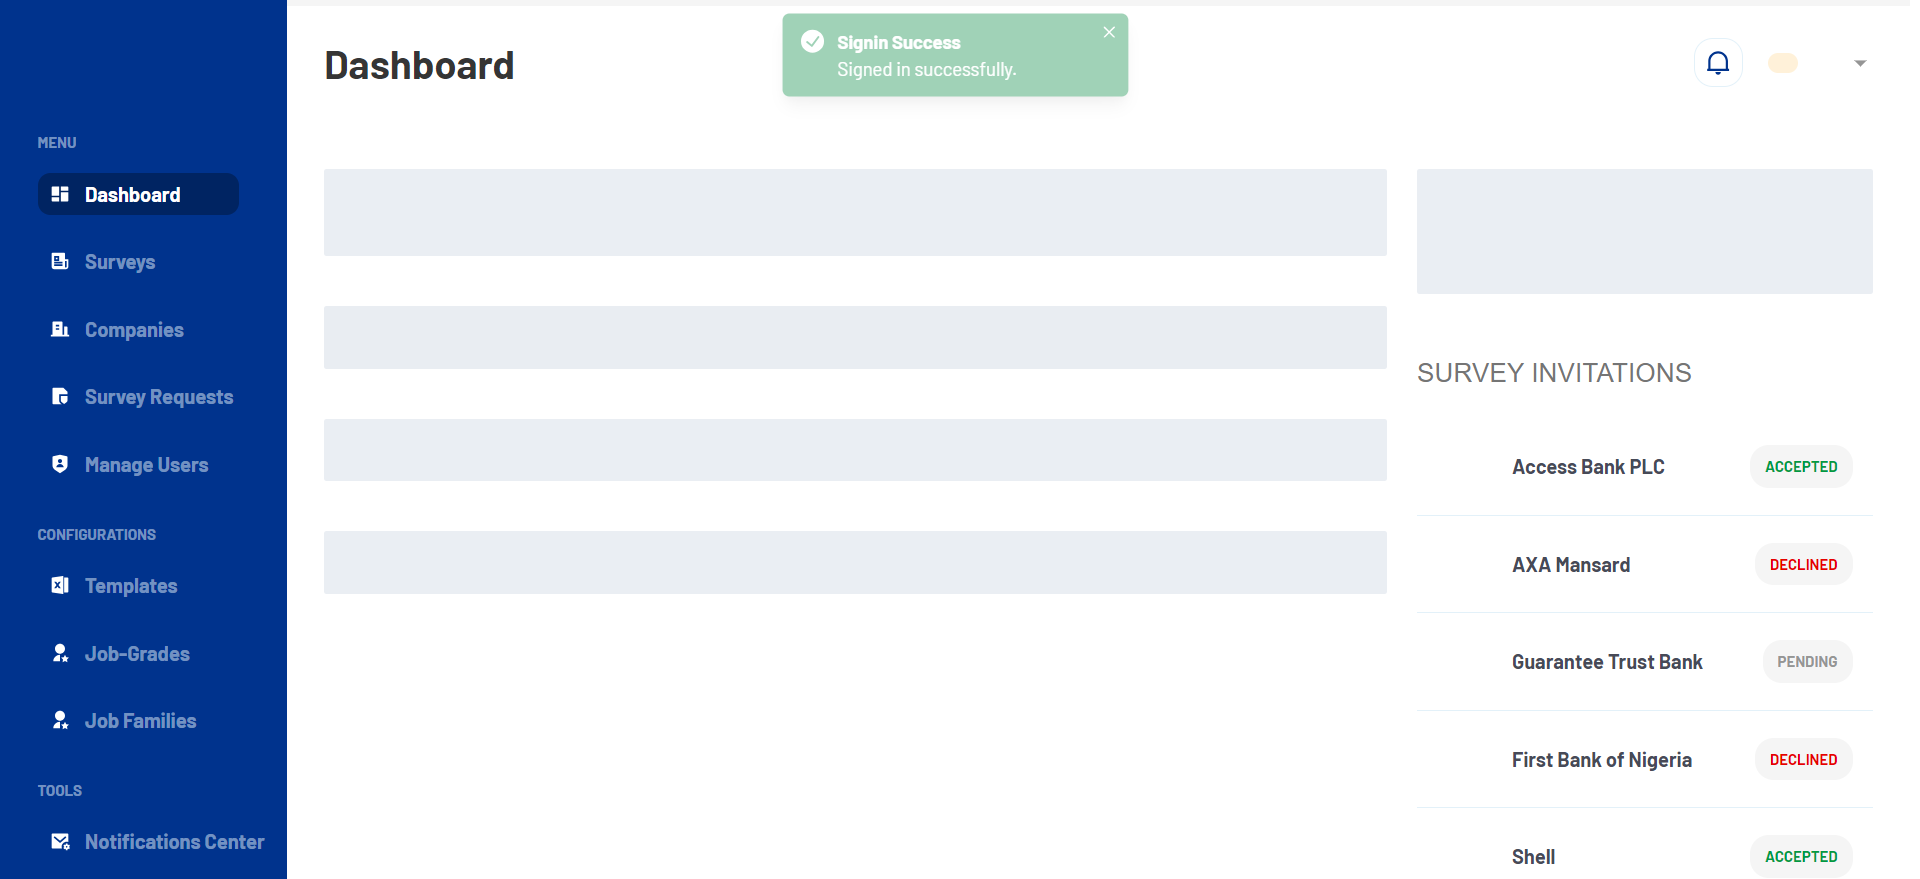 MENU
Dashboard
Surveys
Companies
Survey Requests
Manage Users
CONFIGURATIONS
Templates
Job-Grades
Job Families
TOOLS
Notifications Center
Dashboard
Signin Success
Signed in successfully.
SURVEY INVITATIONS
Access Bank PLC ACCEPTED
AXA Mansard DECLINED
Guarantee Trust Bank PENDING
First Bank of Nigeria DECLINED
Shell ACCEPTED